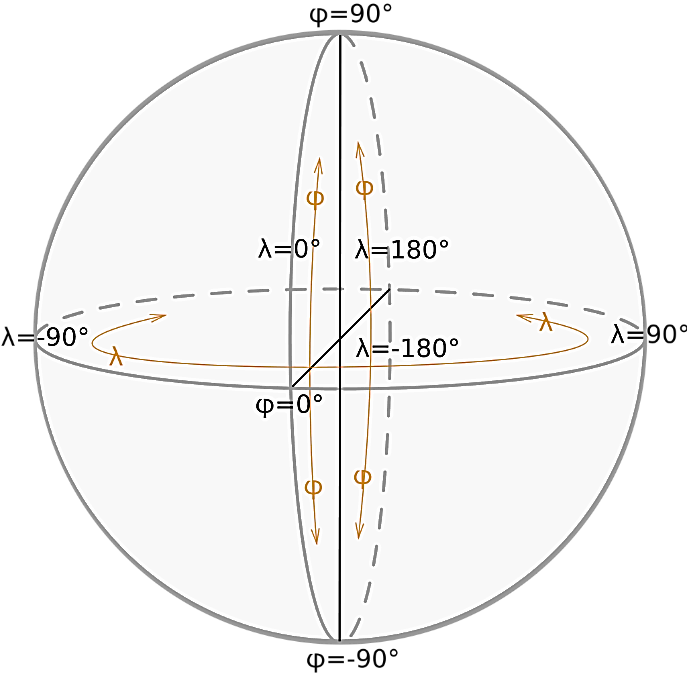 φ=90°
φ
φ
λ=0°
λ=180°
λ
λ=-90°
λ=90°
λ=-180°
λ
φ=0°
φ
φ
φ=-90°